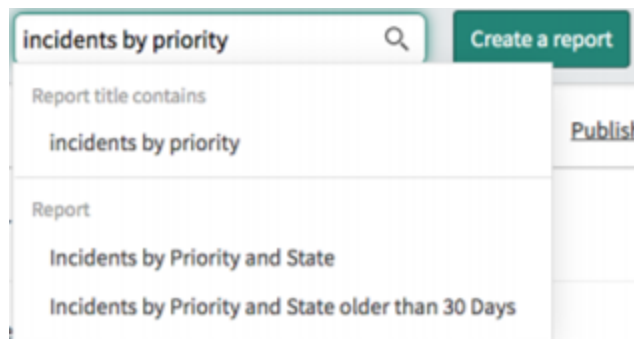 incidents by priority
Create a report
Report title contains
incidents by priority
Publish
Report
Incidents by Priority and State
Incidents by Priority and State older than 30 Days